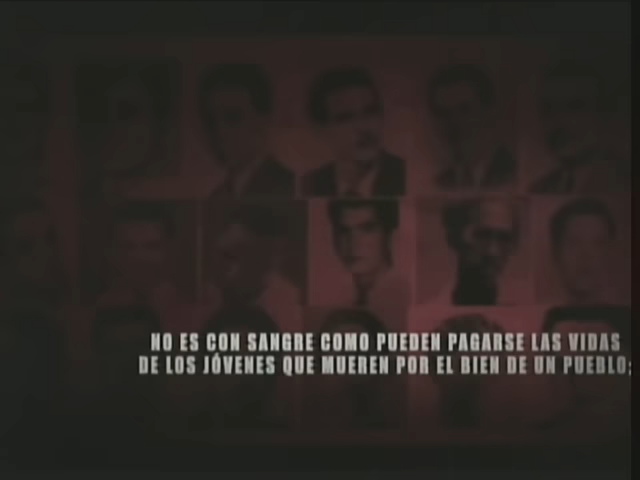 NO ES CON SANGRE COMO PUEDEN PAGARSE LAS VIDAS
DE LOS JÓVENES QUE MUEREN POR EL BIEN DE UN PUEBLO;